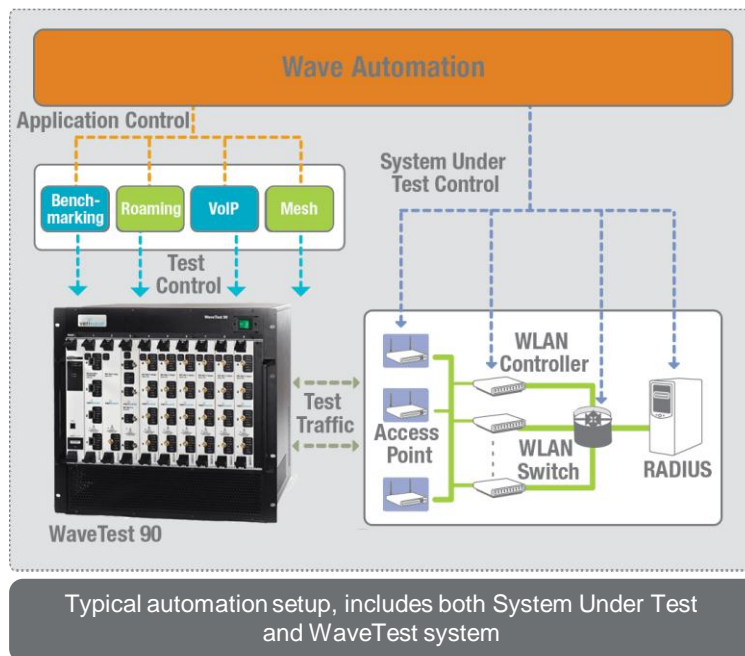 Wave Automation
Application Control
System Under
Test Control
Bench-
marking
Roaming
VoIP
Mesh
Test
Control
WaveTest 90
WLAN
Controller
Test
Traffic
Access
Point
WLAN
Switch
RADIUS
WaveTest 90
Typical automation setup, includes both System Under Test
and WaveTest system